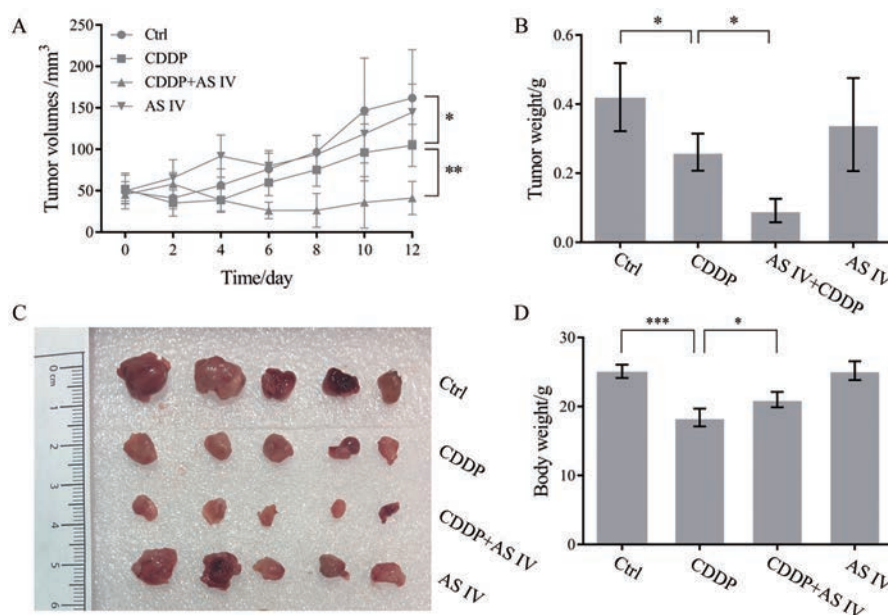 A
Tumor volumes /mm³
250
200
150
100
50
0
Ctrl
CDDP
CDDP+AS IV
AS IV
*
**
0 2 4 6 8 10 12
Time/day
B
Tumor weight/g
0.6
0.4
0.2
0.0
* *
Ctrl CDDP AS IV+CDDP AS IV
C
0 cm
1
2
3
4
5
6
Ctrl
CDDP
CDDP+AS IV
AS IV
D
Body weight/g
30
20
10
0
*** *
Ctrl CDDP CDDP+AS IV AS IV